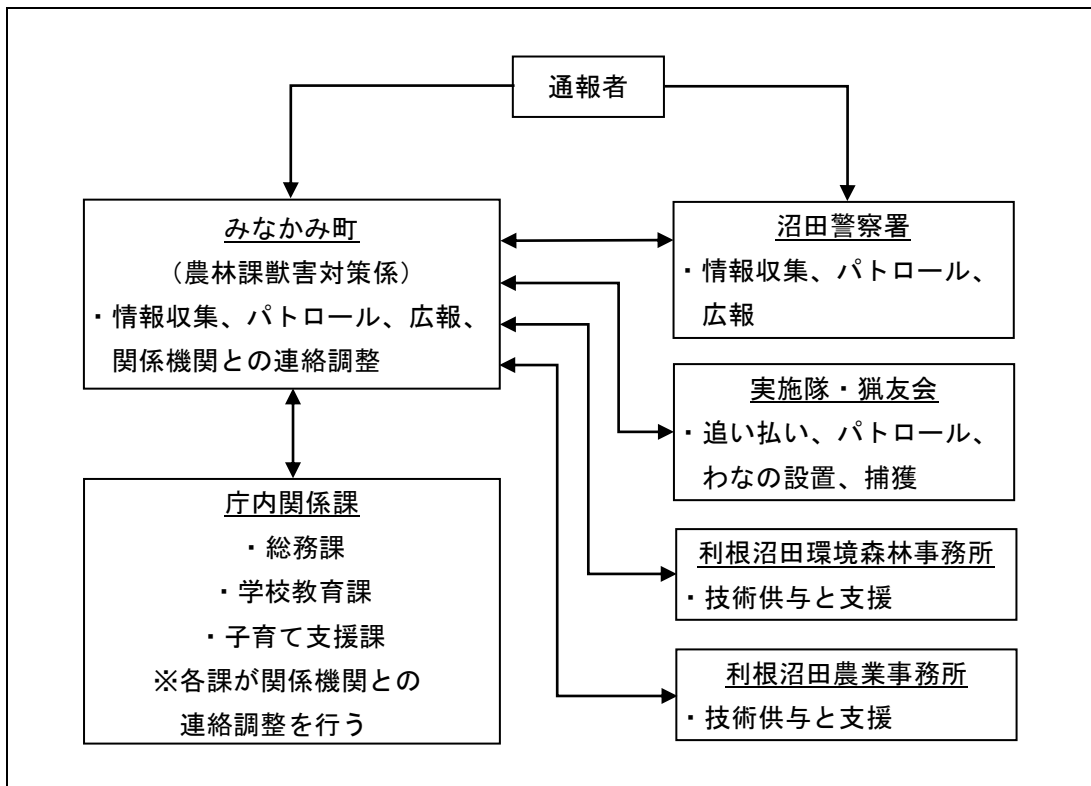 通報者
みなかみ町
（農林課獣害対策係）
・情報収集、パトロール、広報、
関係機関との連絡調整
沼田警察署
・情報収集、パトロール、
広報
実施隊・猟友会
・追い払い、パトロール、
わなの設置、捕獲
庁内関係課
・総務課
・学校教育課
・子育て支援課
※各課が関係機関との
連絡調整を行う
利根沼田環境森林事務所
・技術供与と支援
利根沼田農業事務所
・技術供与と支援